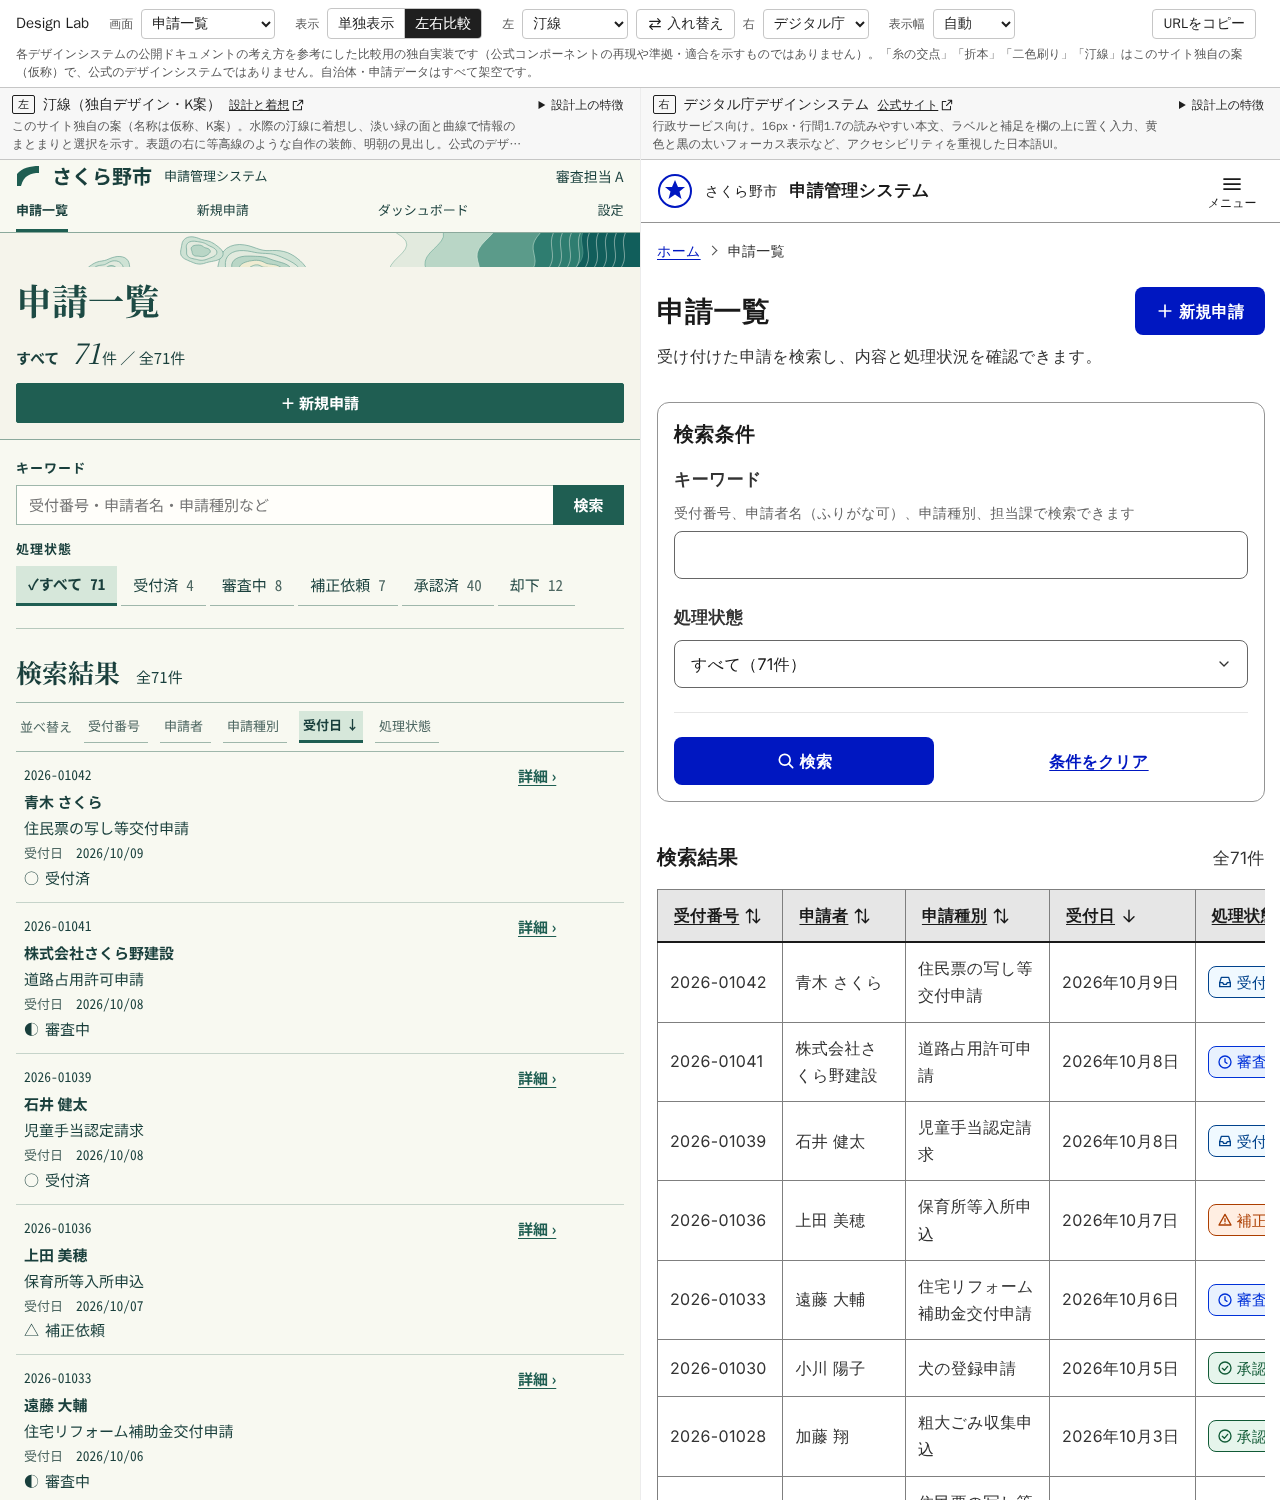 Design Lab 画面 申請一覧 表示 単独表示 左右比較 左 汀線 ⇄ 入れ替え 右 デジタル庁 表示幅 自動 URLをコピー
各デザインシステムの公開ドキュメントの考え方を参考にした比較用の独自実装です（公式コンポーネントの再現や準拠・適合を示すものではありません）。「糸の交点」「折本」「二色刷り」「汀線」はこのサイト独自の案
（仮称）で、公式のデザインシステムではありません。自治体・申請データはすべて架空です。
左 汀線（独自デザイン・K案） 設計と着想 ▶ 設計上の特徴
このサイト独自の案（名称は仮称、K案）。水際の汀線に着想し、淡い緑の面と曲線で情報の
まとまりと選択を示す。表題の右に等高線のような自作の装飾、明朝の見出し。公式のデザ…
さくら野市 申請管理システム 審査担当 A
申請一覧 新規申請 ダッシュボード 設定
申請一覧
すべて 71件 ／ 全71件
＋ 新規申請
キーワード
受付番号・申請者名・申請種別など 検索
処理状態
✓すべて 71 受付済 4 審査中 8 補正依頼 7 承認済 40 却下 12
検索結果 全71件
並べ替え 受付番号 申請者 申請種別 受付日 ↓ 処理状態
2026-01042 詳細 ›
青木 さくら
住民票の写し等交付申請
受付日 2026/10/09
○ 受付済
2026-01041 詳細 ›
株式会社さくら野建設
道路占用許可申請
受付日 2026/10/08
◐ 審査中
2026-01039 詳細 ›
石井 健太
児童手当認定請求
受付日 2026/10/08
○ 受付済
2026-01036 詳細 ›
上田 美穂
保育所等入所申込
受付日 2026/10/07
△ 補正依頼
2026-01033 詳細 ›
遠藤 大輔
住宅リフォーム補助金交付申請
受付日 2026/10/06
◐ 審査中
右 デジタル庁デザインシステム 公式サイト ▶ 設計上の特徴
行政サービス向け。16px・行間1.7の読みやすい本文、ラベルと補足を欄の上に置く入力、黄
色と黒の太いフォーカス表示など、アクセシビリティを重視した日本語UI。
さくら野市 申請管理システム メニュー
ホーム 申請一覧
申請一覧 ＋ 新規申請
受け付けた申請を検索し、内容と処理状況を確認できます。
検索条件
キーワード
受付番号、申請者名（ふりがな可）、申請種別、担当課で検索できます
処理状態
すべて（71件）
検索 条件をクリア
検索結果 全71件
受付番号 申請者 申請種別 受付日 ↓ 処理状態
2026-01042 青木 さくら 住民票の写し等交付申請 2026年10月9日 受付
2026-01041 株式会社さくら野建設 道路占用許可申請 2026年10月8日 審査
2026-01039 石井 健太 児童手当認定請求 2026年10月8日 受付
2026-01036 上田 美穂 保育所等入所申込 2026年10月7日 補正
2026-01033 遠藤 大輔 住宅リフォーム補助金交付申請 2026年10月6日 審査
2026-01030 小川 陽子 犬の登録申請 2026年10月5日 承認
2026-01028 加藤 翔 粗大ごみ収集申込 2026年10月3日 承認